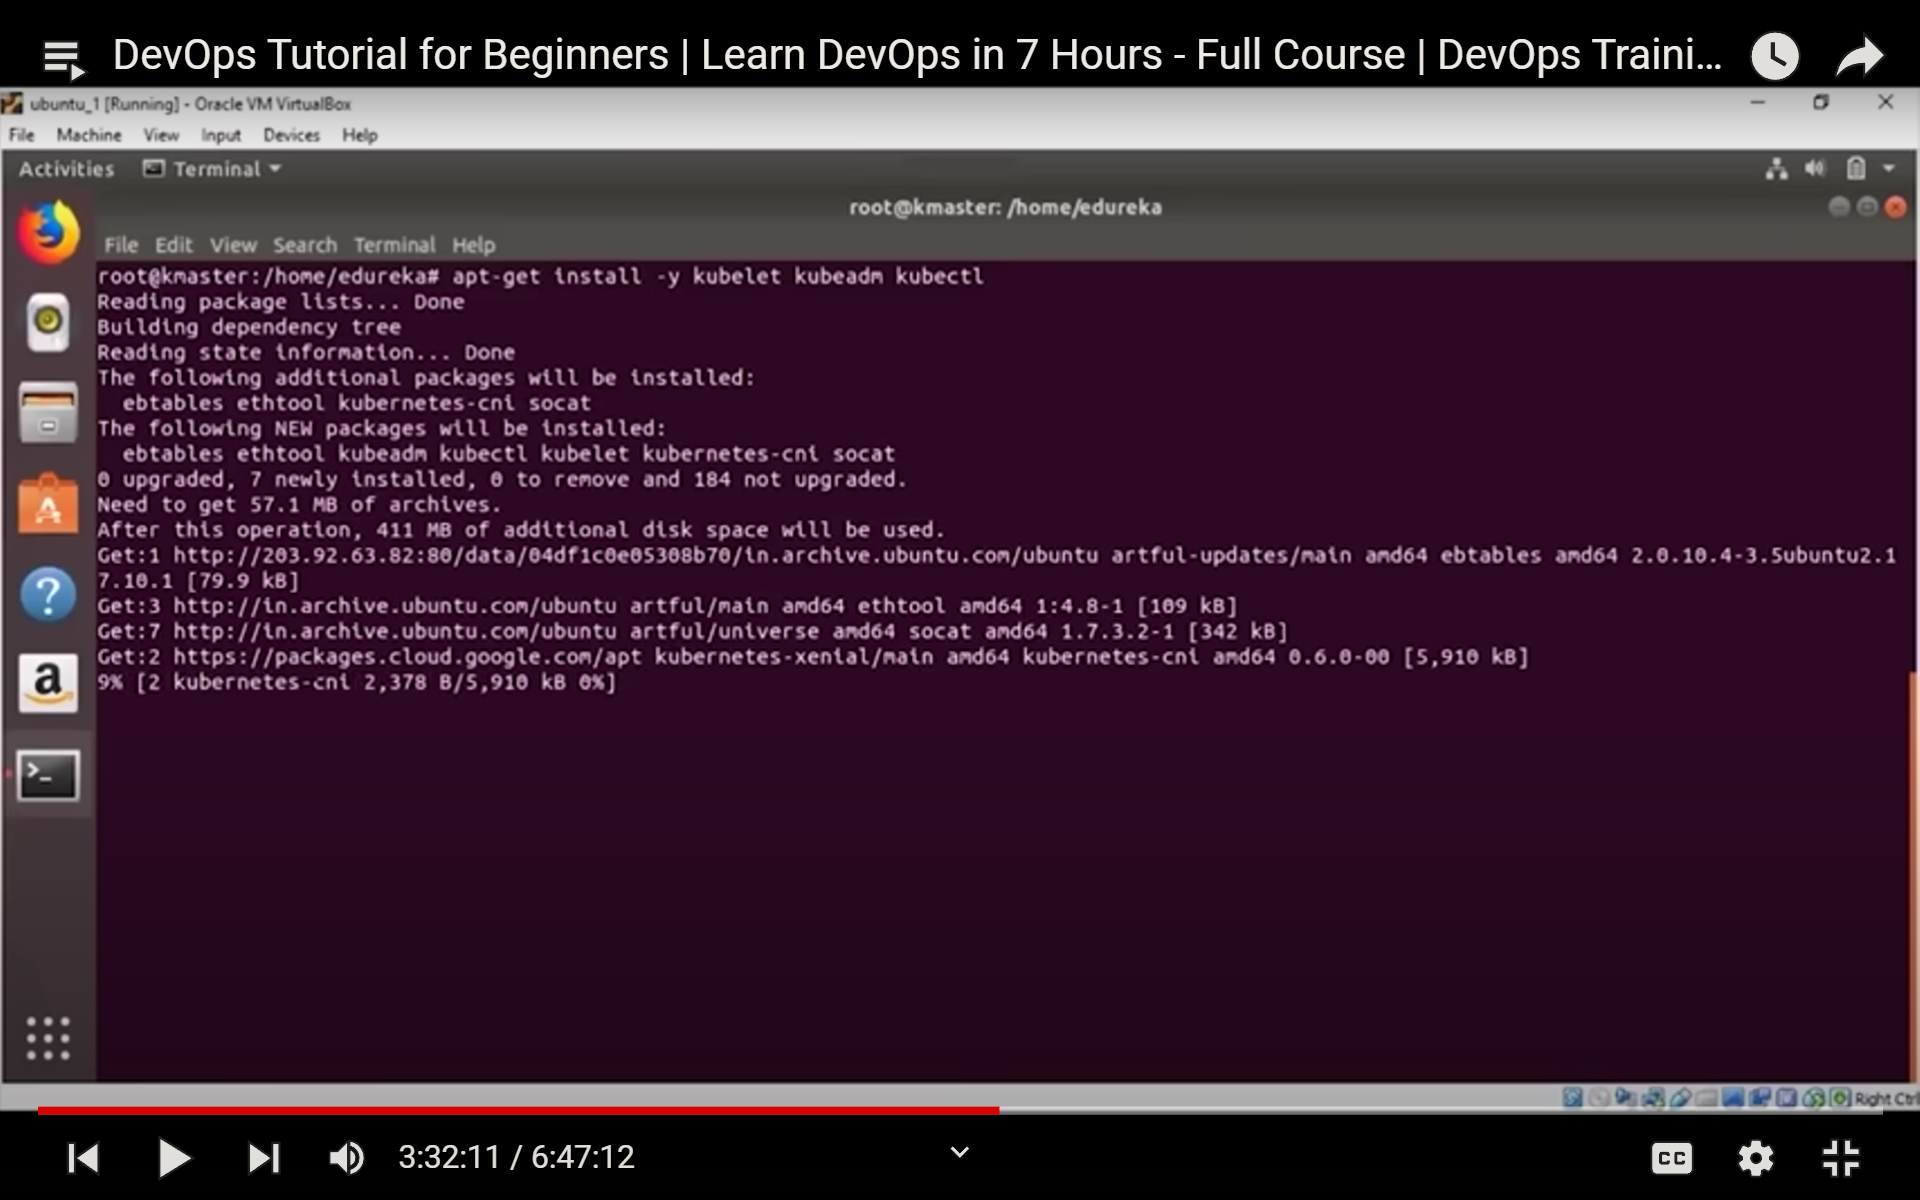 DevOps Tutorial for Beginners | Learn DevOps in 7 Hours - Full Course | DevOps Traini...
ubuntu_1 [Running] - Oracle VM VirtualBox
File Machine View Input Devices Help
Activities Terminal
root@kmaster: /home/edureka
File Edit View Search Terminal Help
root@kmaster:/home/edureka# apt-get install -y kubelet kubeadm kubectl
Reading package lists... Done
Building dependency tree
Reading state information... Done
The following additional packages will be installed:
  ebtables ethtool kubernetes-cni socat
The following NEW packages will be installed:
  ebtables ethtool kubeadm kubectl kubelet kubernetes-cni socat
0 upgraded, 7 newly installed, 0 to remove and 184 not upgraded.
Need to get 57.1 MB of archives.
After this operation, 411 MB of additional disk space will be used.
Get:1 http://203.92.63.82:80/data/04df1c0e05308b70/in.archive.ubuntu.com/ubuntu artful-updates/main amd64 ebtables amd64 2.0.10.4-3.5ubuntu2.1
7.10.1 [79.9 kB]
Get:3 http://in.archive.ubuntu.com/ubuntu artful/main amd64 ethtool amd64 1:4.8-1 [109 kB]
Get:7 http://in.archive.ubuntu.com/ubuntu artful/universe amd64 socat amd64 1.7.3.2-1 [342 kB]
Get:2 https://packages.cloud.google.com/apt kubernetes-xenial/main amd64 kubernetes-cni amd64 0.6.0-00 [5,910 kB]
9% [2 kubernetes-cni 2,378 B/5,910 kB 0%]
Right Ctrl
3:32:11 / 6:47:12
CC